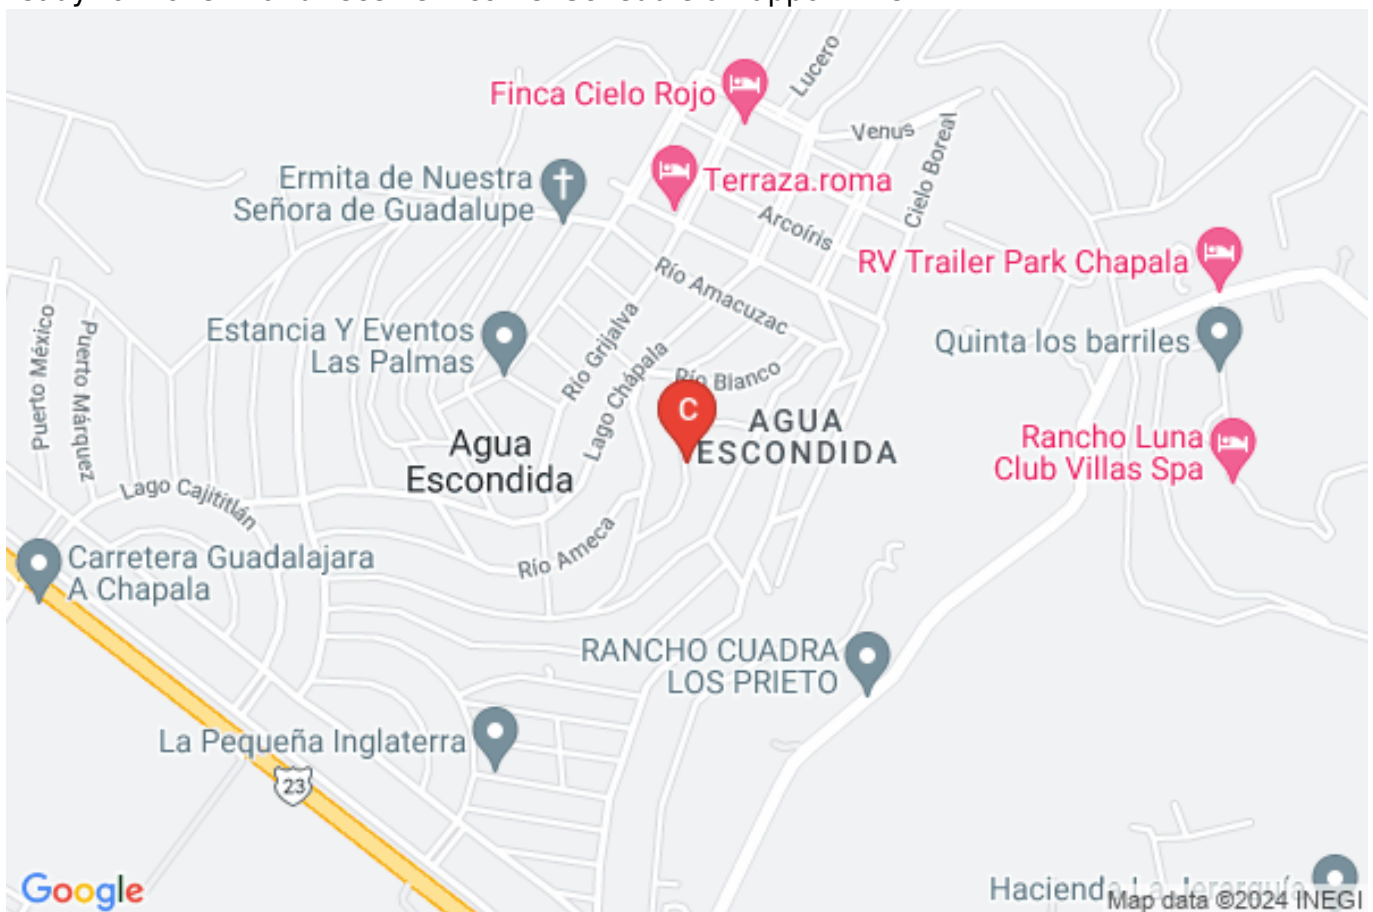 Lucero
Finca Cielo Rojo
Venus
Cielo Boreal
Ermita de Nuestra
Señora de Guadalupe
Terraza.roma
Arcoíris
RV Trailer Park Chapala
Río Amacuzac
Puerto México
Puerto Márquez
Estancia Y Eventos
Las Palmas
Río Grijalva
Lago Chapala
Río Blanco
Quinta los barriles
C
AGUA
ESCONDIDA
Agua
Escondida
Rancho Luna
Club Villas Spa
Lago Cajititlán
Río Ameca
Carretera Guadalajara
A Chapala
RANCHO CUADRA
LOS PRIETO
La Pequeña Inglaterra
23
Google
Hacienda La Jerarquía
Map data ©2024 INEGI